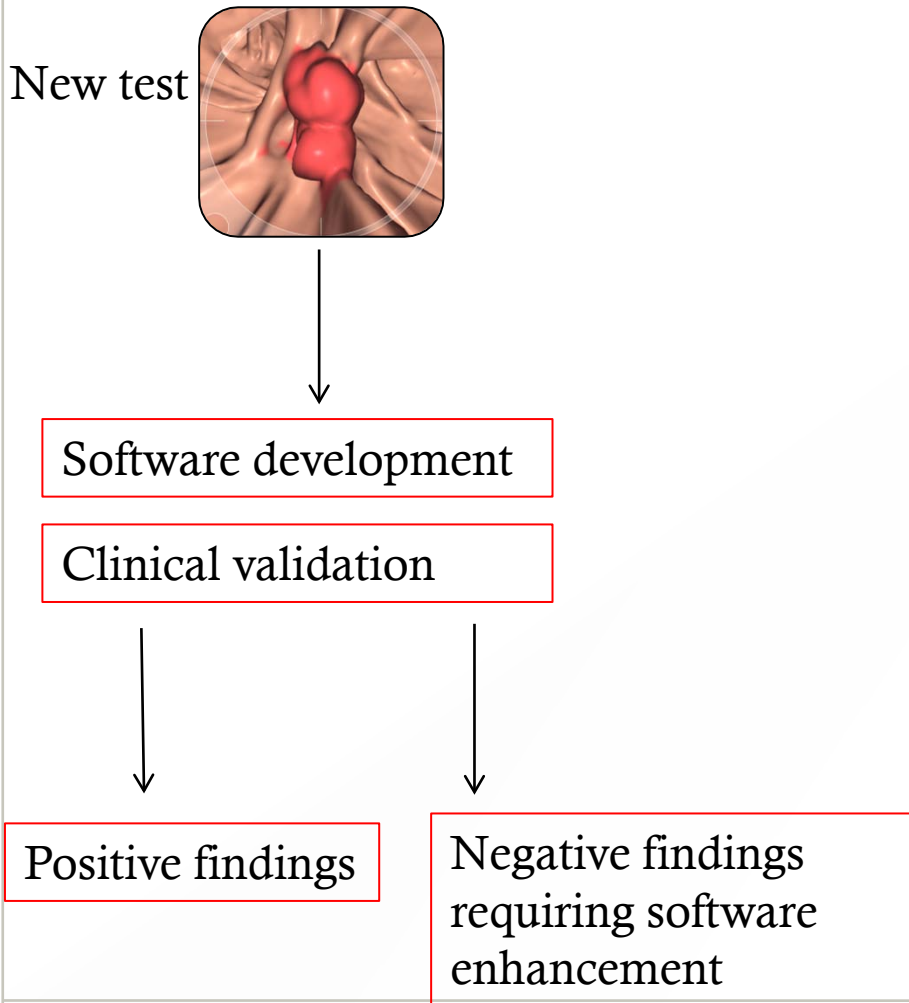 New test
Software development
Clinical validation
Positive findings
Negative findings
requiring software
enhancement